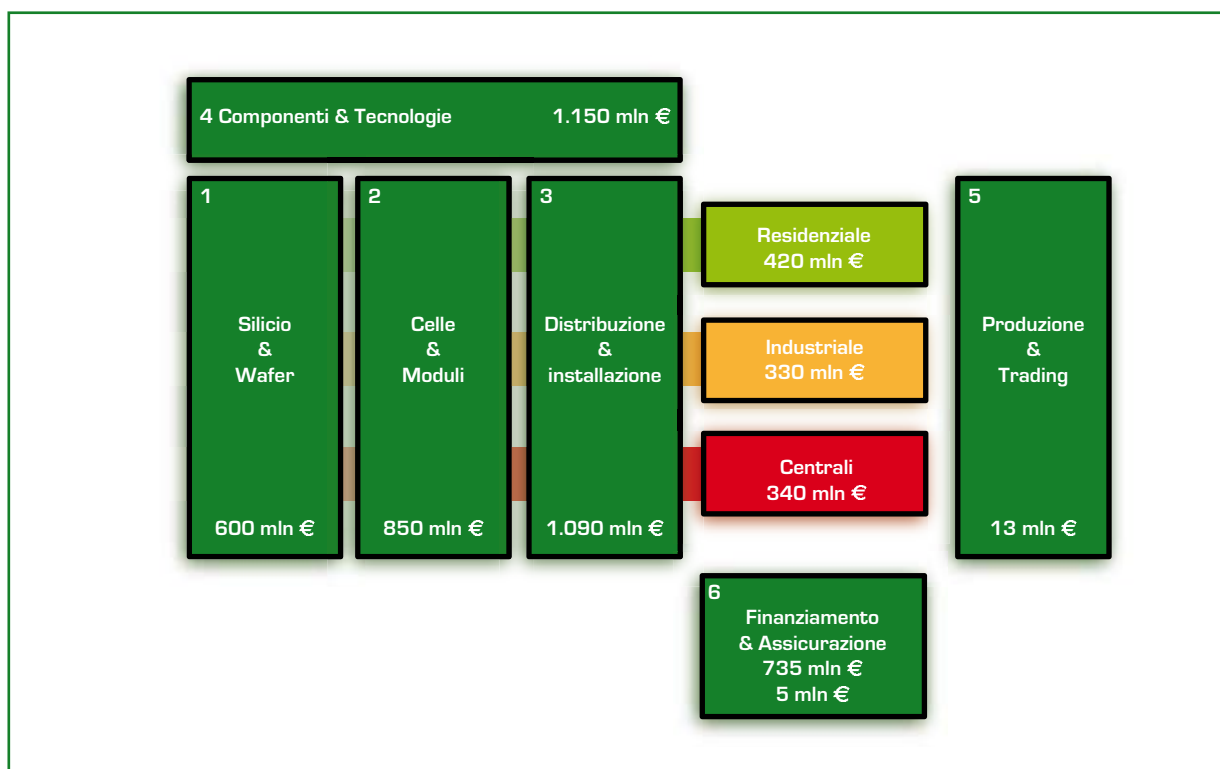 4 Componenti & Tecnologie 1.150 mln €
1
Silicio
&
Wafer
600 mln €
2
Celle
&
Moduli
850 mln €
3
Distribuzione
&
installazione
1.090 mln €
Residenziale
420 mln €
Industriale
330 mln €
Centrali
340 mln €
5
Produzione
&
Trading
13 mln €
6
Finanziamento
& Assicurazione
735 mln €
5 mln €